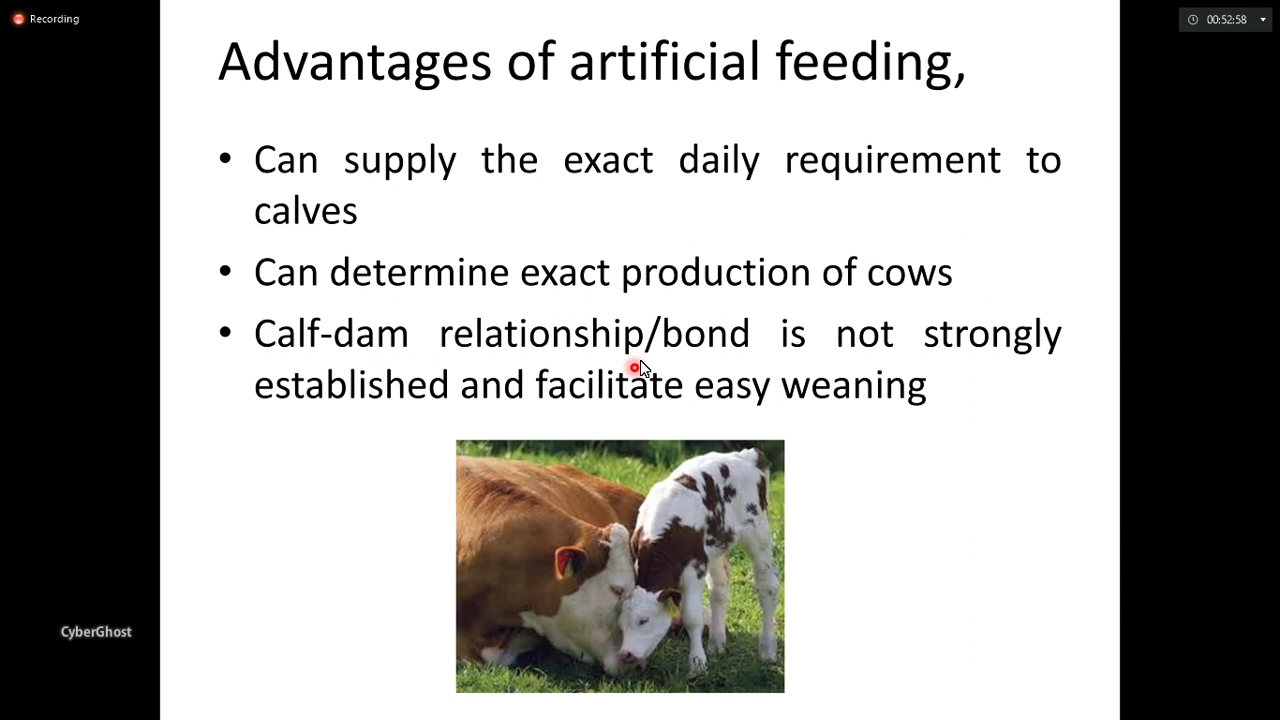 Recording
00:52:58
Advantages of artificial feeding,
• Can supply the exact daily requirement to
calves
• Can determine exact production of cows
• Calf-dam relationship/bond is not strongly
established and facilitate easy weaning
CyberGhost